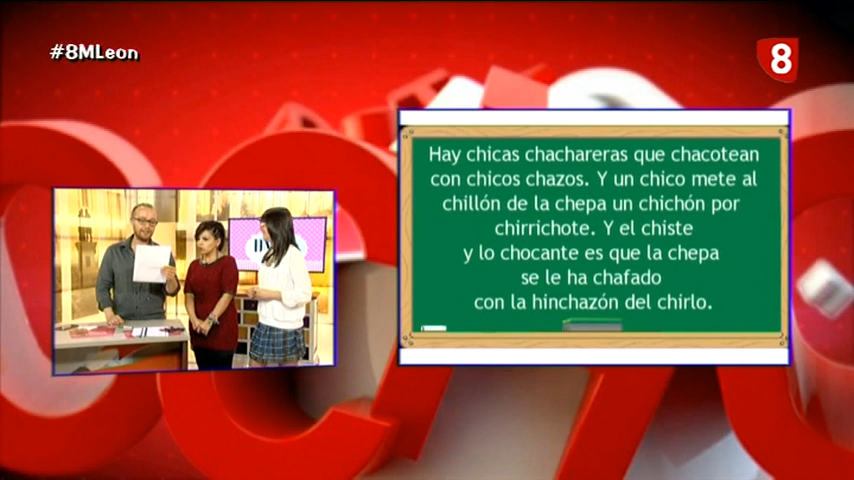 #8MLeon
8
Hay chicas chachareras que chacotean
con chicos chazos. Y un chico mete al
chillón de la chepa un chichón por
chirrichote. Y el chiste
y lo chocante es que la chepa
se le ha chafado
con la hinchazón del chirlo.